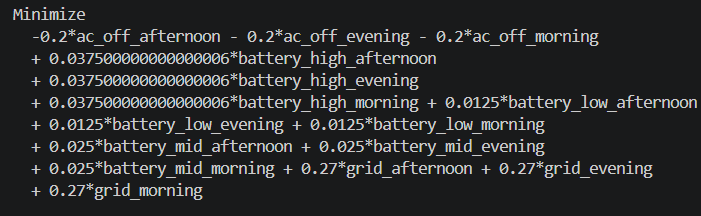 Minimize
-0.2*ac_off_afternoon - 0.2*ac_off_evening - 0.2*ac_off_morning
+ 0.037500000000000006*battery_high_afternoon
+ 0.037500000000000006*battery_high_evening
+ 0.037500000000000006*battery_high_morning + 0.0125*battery_low_afternoon
+ 0.0125*battery_low_evening + 0.0125*battery_low_morning
+ 0.025*battery_mid_afternoon + 0.025*battery_mid_evening
+ 0.025*battery_mid_morning + 0.27*grid_afternoon + 0.27*grid_evening
+ 0.27*grid_morning